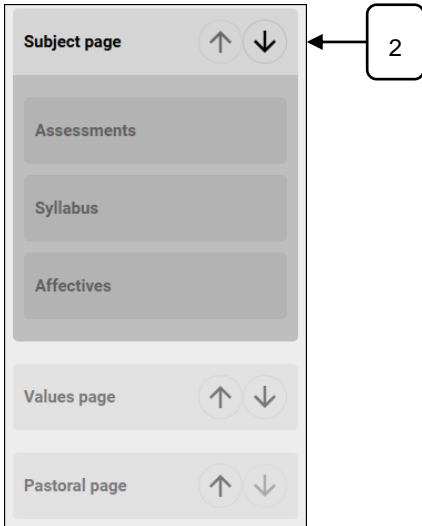 Subject page
2
Assessments
Syllabus
Affectives
Values page
Pastoral page